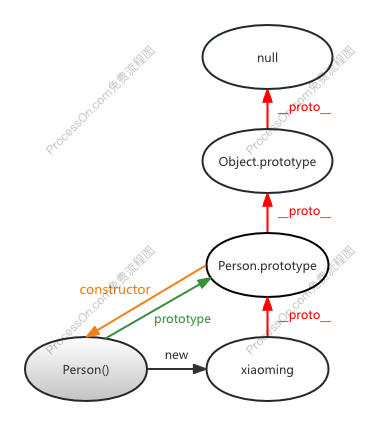 null
__proto__
Object.prototype
__proto__
Person.prototype
constructor
prototype
__proto__
Person()
new
xiaoming
ProcessOn.com免费流程图
ProcessOn.com免费流程图
ProcessOn.com免费流程图
ProcessOn.com免费流程图